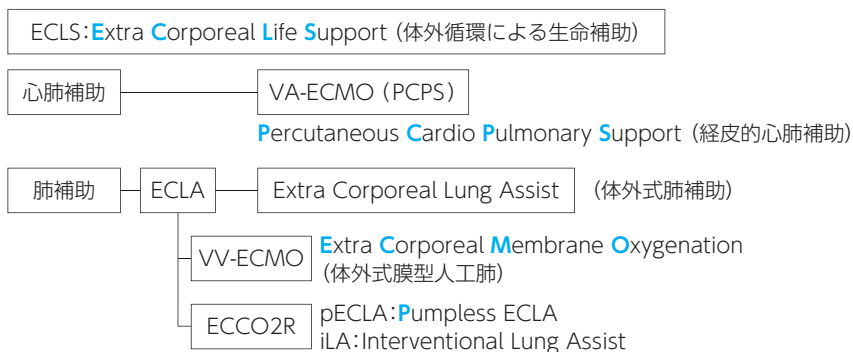 ECLS:Extra Corporeal Life Support(体外循環による生命補助)
心肺補助 VA-ECMO(PCPS)
Percutaneous Cardio Pulmonary Support(経皮的心肺補助)
肺補助 ECLA Extra Corporeal Lung Assist (体外式肺補助)
VV-ECMO Extra Corporeal Membrane Oxygenation
(体外式膜型人工肺)
ECCO2R pECLA:Pumpless ECLA
iLA:Interventional Lung Assist